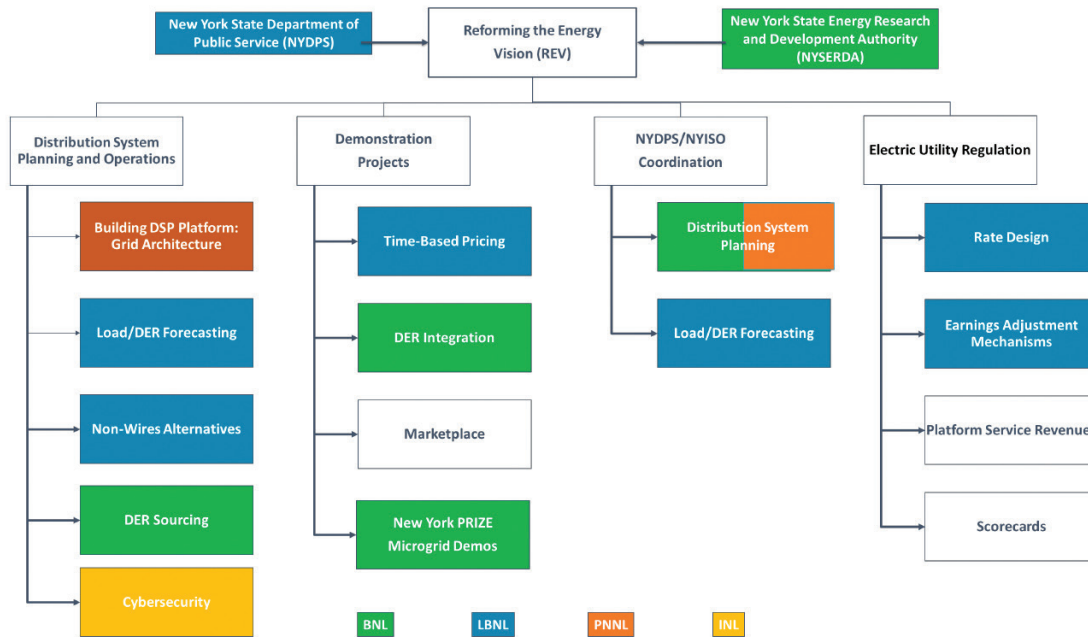 New York State Department of
Public Service (NYDPS)
Reforming the Energy
Vision (REV)
New York State Energy Research
and Development Authority
(NYSERDA)
Distribution System
Planning and Operations
Demonstration
Projects
NYDPS/NYISO
Coordination
Electric Utility Regulation
Building DSP Platform:
Grid Architecture
Load/DER Forecasting
Non-Wires Alternatives
DER Sourcing
Cybersecurity
Time-Based Pricing
DER Integration
Marketplace
New York PRIZE
Microgrid Demos
Distribution System
Planning
Load/DER Forecasting
Rate Design
Earnings Adjustment
Mechanisms
Platform Service Revenue
Scorecards
BNL
LBNL
PNNL
INL